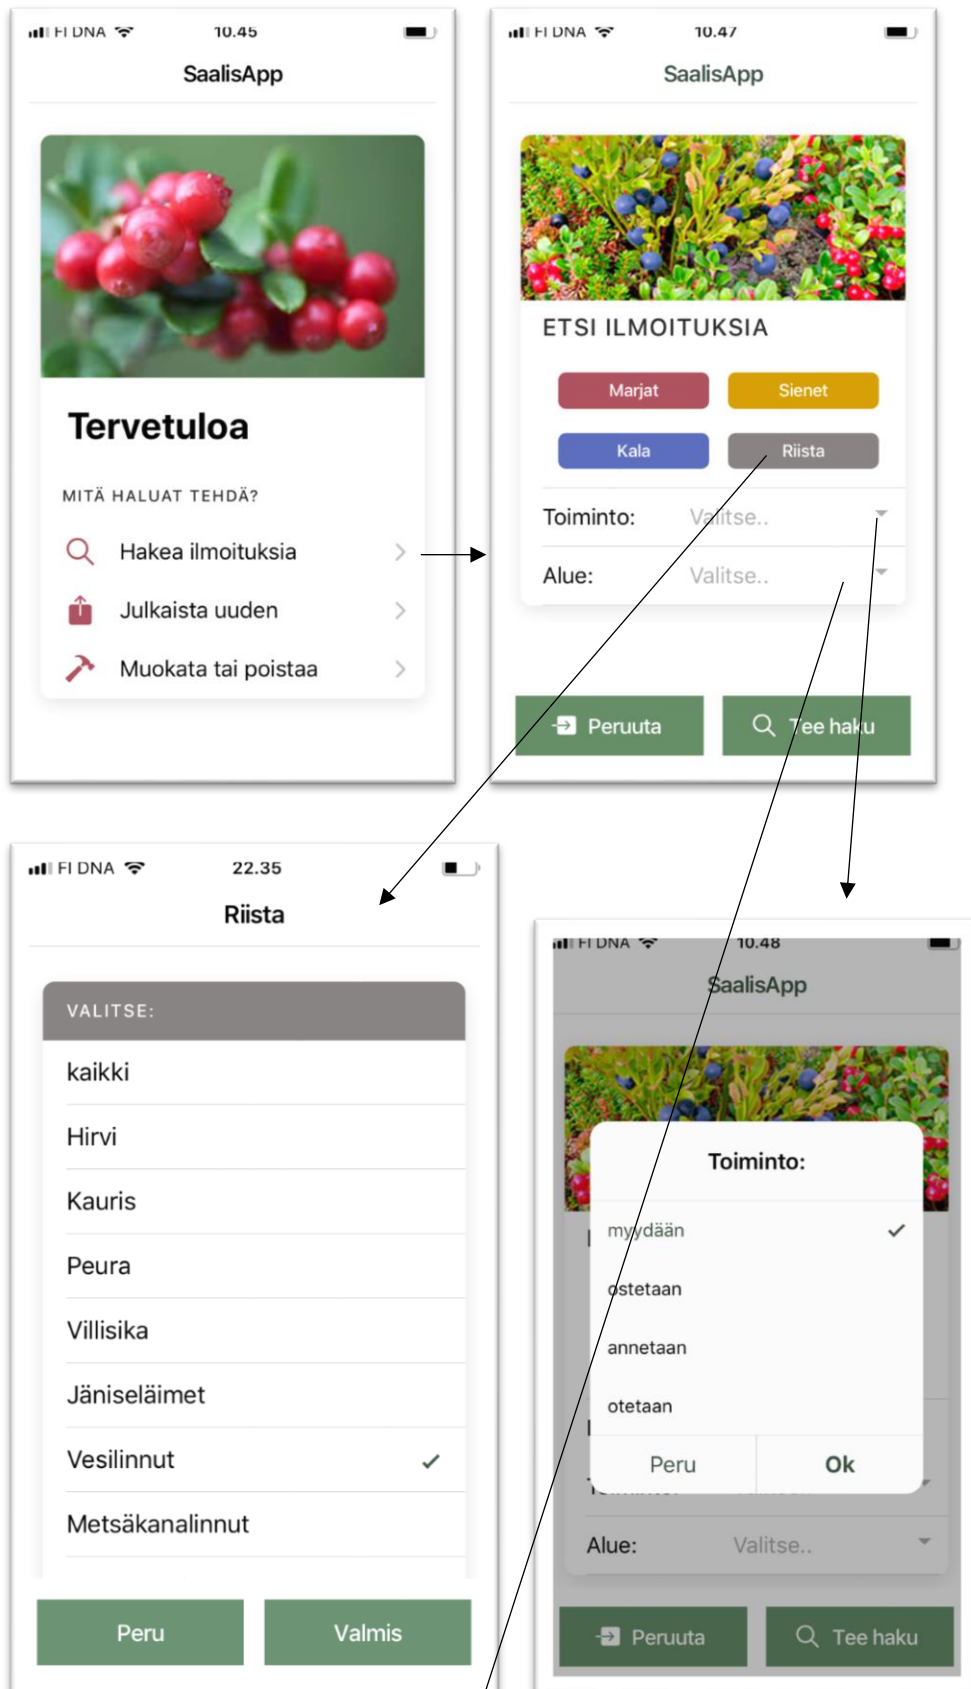 FI DNA 10.45
SaalisApp
Tervetuloa
MITÄ HALUAT TEHDÄ?
Hakea ilmoituksia
Julkaista uuden
Muokata tai poistaa
FI DNA 10.47
SaalisApp
ETSI ILMOITUKSIA
Marjat Sienet
Kala Riista
Toiminto: Valitse..
Alue: Valitse..
Peruuta Tee haku
FI DNA 22.35
Riista
VALITSE:
kaikki
Hirvi
Kauris
Peura
Villisika
Jäniseläimet
Vesilinnut
Metsäkanalinnut
Peru Valmis
FI DNA 10.48
SaalisApp
Toiminto:
myydään
ostetaan
annetaan
otetaan
Peru Ok
Alue: Valitse..
Peruuta Tee haku